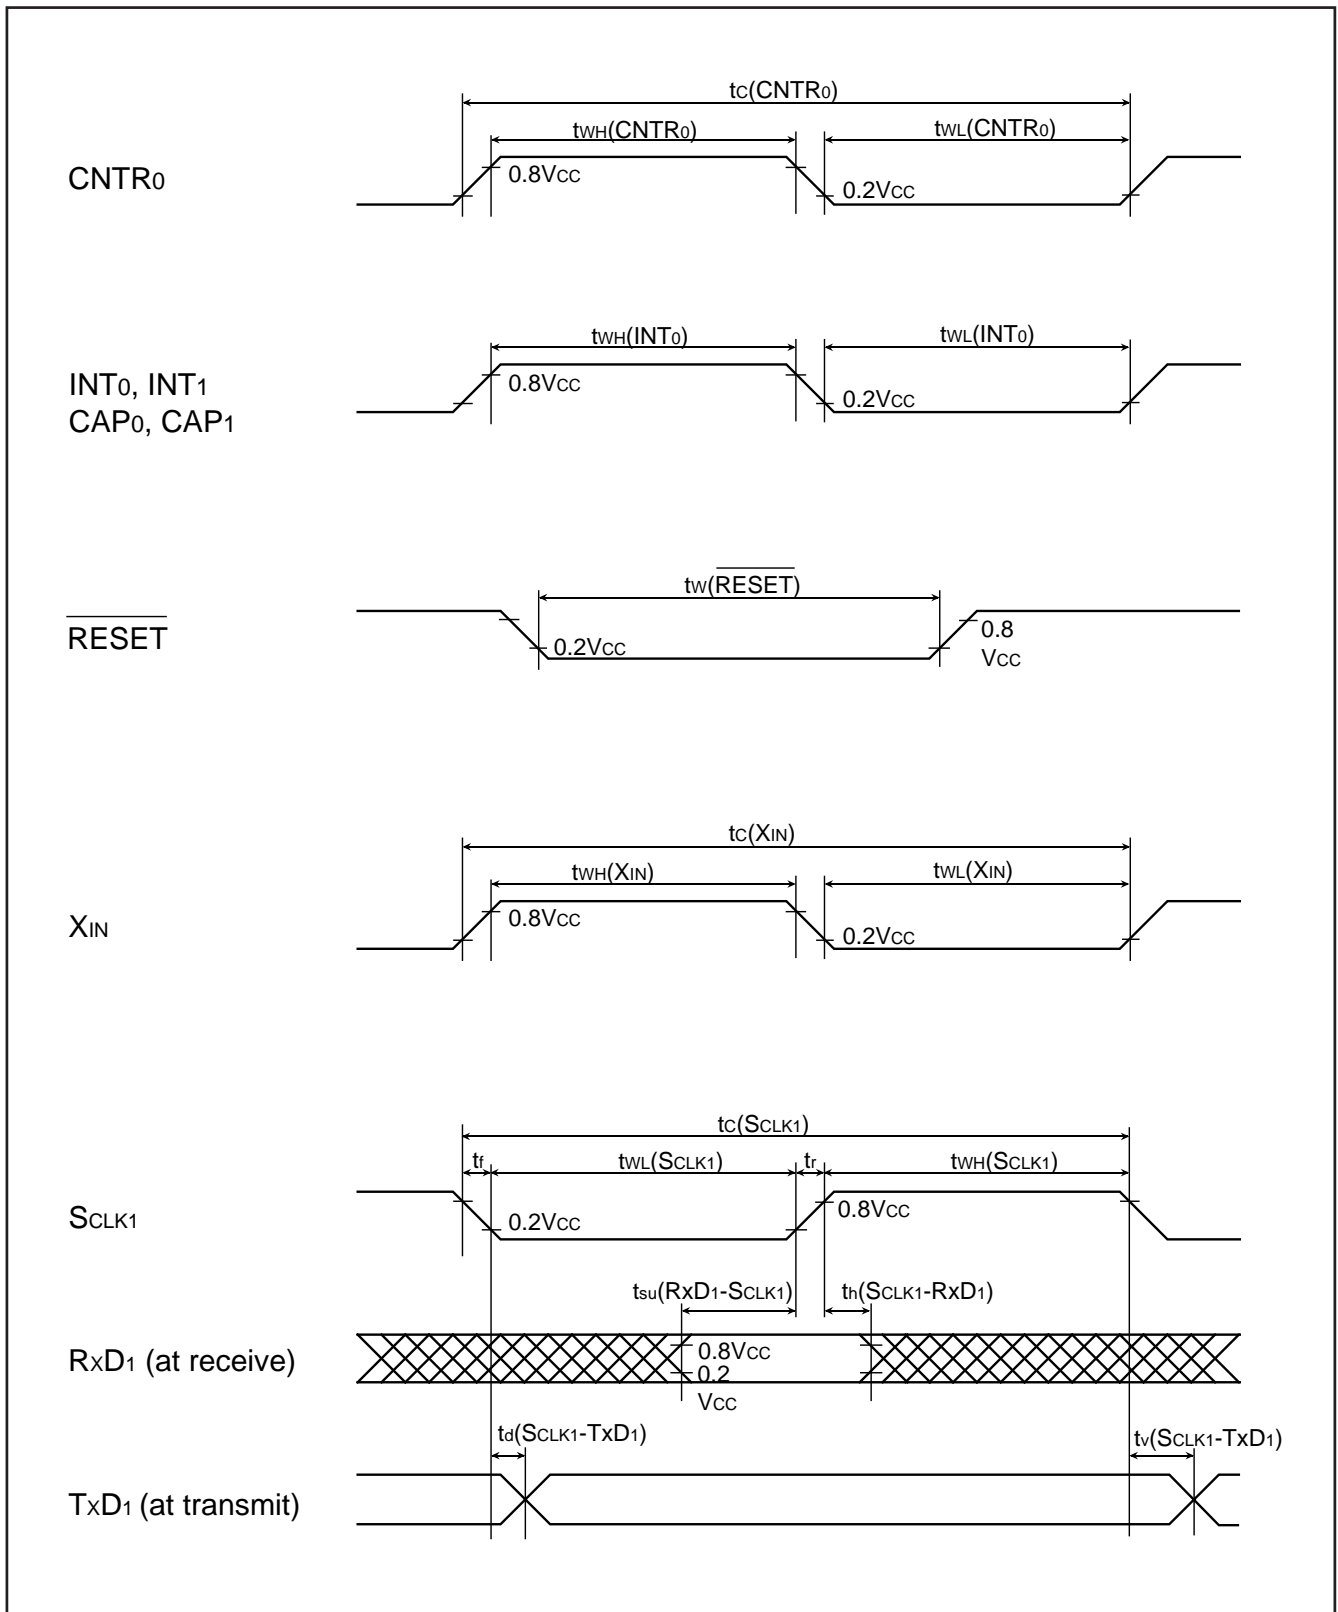 tC(CNTR0)
tWH(CNTR0)
tWL(CNTR0)
CNTR0
0.8VCC
0.2VCC
tWH(INT0)
tWL(INT0)
INT0, INT1
CAP0, CAP1
0.8VCC
0.2VCC
tW(RESET)
RESET
0.2VCC
0.8
VCC
tC(XIN)
tWH(XIN)
tWL(XIN)
XIN
0.8VCC
0.2VCC
tC(SCLK1)
tf
tWL(SCLK1)
tr
tWH(SCLK1)
SCLK1
0.2VCC
0.8VCC
tsu(RxD1-SCLK1)
th(SCLK1-RxD1)
RXD1 (at receive)
0.8VCC
0.2
VCC
td(SCLK1-TxD1)
tv(SCLK1-TxD1)
TXD1 (at transmit)